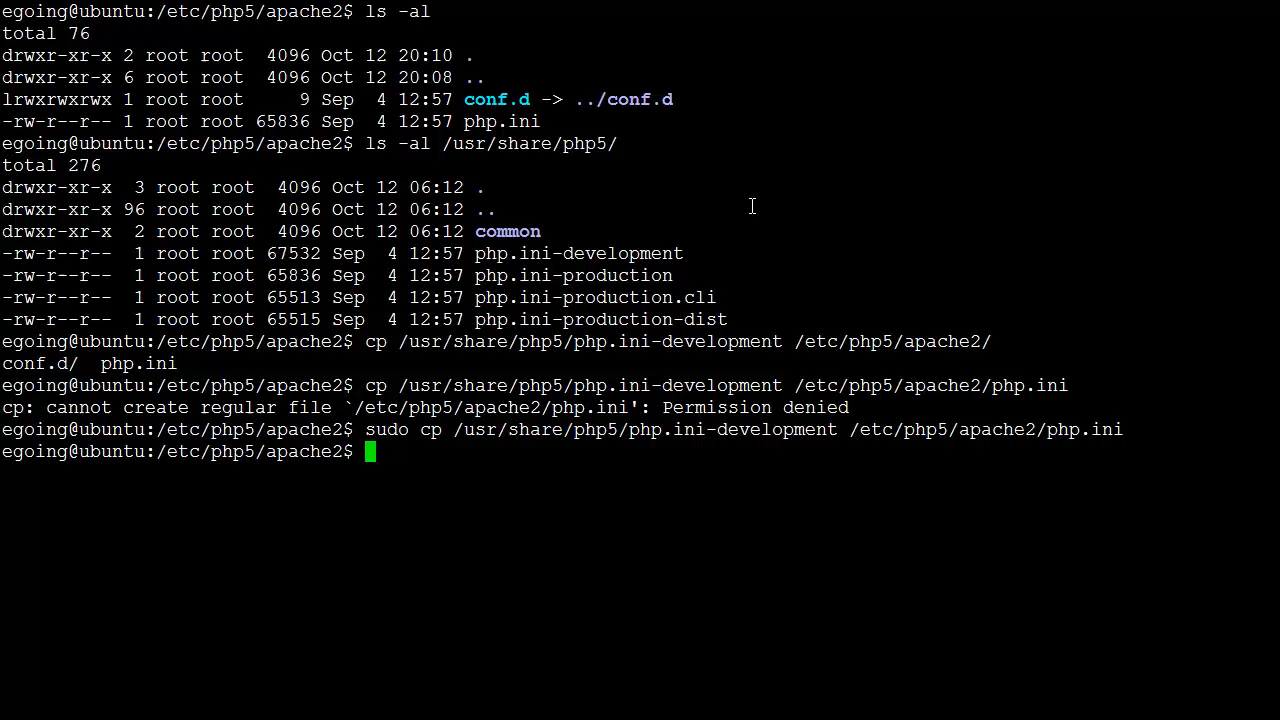 egoing@ubuntu:/etc/php5/apache2$ ls -al
total 76
drwxr-xr-x 2 root root  4096 Oct 12 20:10 .
drwxr-xr-x 6 root root  4096 Oct 12 20:08 ..
lrwxrwxrwx 1 root root     9 Sep  4 12:57 conf.d -> ../conf.d
-rw-r--r-- 1 root root 65836 Sep  4 12:57 php.ini
egoing@ubuntu:/etc/php5/apache2$ ls -al /usr/share/php5/
total 276
drwxr-xr-x  3 root root  4096 Oct 12 06:12 .
drwxr-xr-x 96 root root  4096 Oct 12 06:12 ..
drwxr-xr-x  2 root root  4096 Oct 12 06:12 common
-rw-r--r--  1 root root 67532 Sep  4 12:57 php.ini-development
-rw-r--r--  1 root root 65836 Sep  4 12:57 php.ini-production
-rw-r--r--  1 root root 65513 Sep  4 12:57 php.ini-production.cli
-rw-r--r--  1 root root 65515 Sep  4 12:57 php.ini-production-dist
egoing@ubuntu:/etc/php5/apache2$ cp /usr/share/php5/php.ini-development /etc/php5/apache2/
conf.d/  php.ini
egoing@ubuntu:/etc/php5/apache2$ cp /usr/share/php5/php.ini-development /etc/php5/apache2/php.ini
cp: cannot create regular file `/etc/php5/apache2/php.ini': Permission denied
egoing@ubuntu:/etc/php5/apache2$ sudo cp /usr/share/php5/php.ini-development /etc/php5/apache2/php.ini
egoing@ubuntu:/etc/php5/apache2$